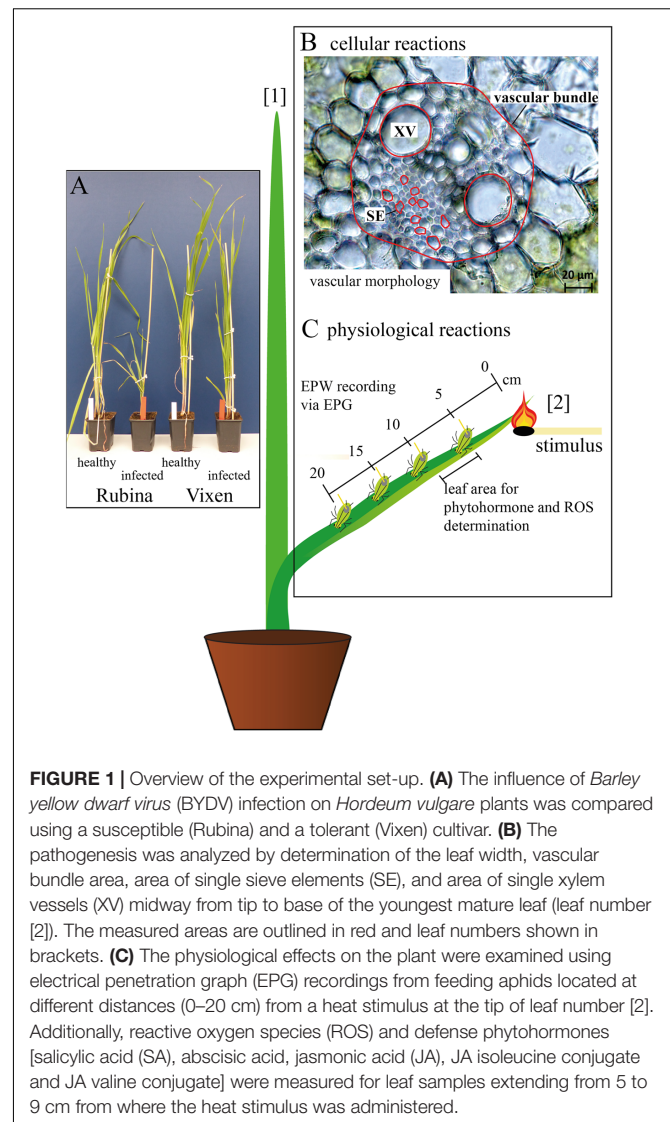 [1]
A
healthy
infected
healthy
infected
Rubina
Vixen
B cellular reactions
vascular bundle
XV
SE
vascular morphology
20 µm
C physiological reactions
EPW recording
via EPG
0
cm
5
10
15
20
[2]
stimulus
leaf area for
phytohormone and ROS
determination
FIGURE 1 | Overview of the experimental set-up. (A) The influence of Barley
yellow dwarf virus (BYDV) infection on Hordeum vulgare plants was compared
using a susceptible (Rubina) and a tolerant (Vixen) cultivar. (B) The
pathogenesis was analyzed by determination of the leaf width, vascular
bundle area, area of single sieve elements (SE), and area of single xylem
vessels (XV) midway from tip to base of the youngest mature leaf (leaf number
[2]). The measured areas are outlined in red and leaf numbers shown in
brackets. (C) The physiological effects on the plant were examined using
electrical penetration graph (EPG) recordings from feeding aphids located at
different distances (0–20 cm) from a heat stimulus at the tip of leaf number [2].
Additionally, reactive oxygen species (ROS) and defense phytohormones
[salicylic acid (SA), abscisic acid, jasmonic acid (JA), JA isoleucine conjugate
and JA valine conjugate] were measured for leaf samples extending from 5 to
9 cm from where the heat stimulus was administered.